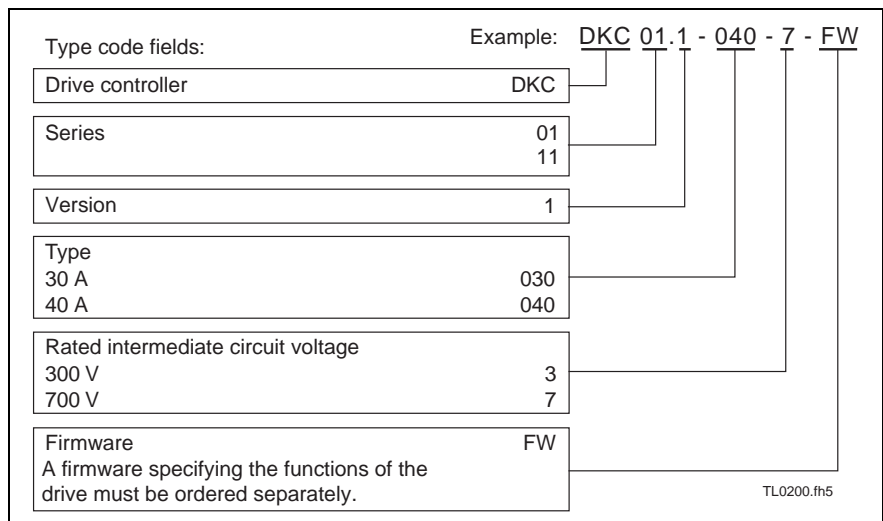 Type code fields:
Example: DKC 01.1 - 040 - 7 - FW
Drive controller DKC
Series 01
11
Version 1
Type
30 A 030
40 A 040
Rated intermediate circuit voltage
300 V 3
700 V 7
Firmware FW
A firmware specifying the functions of the
drive must be ordered separately.
TL0200.fh5